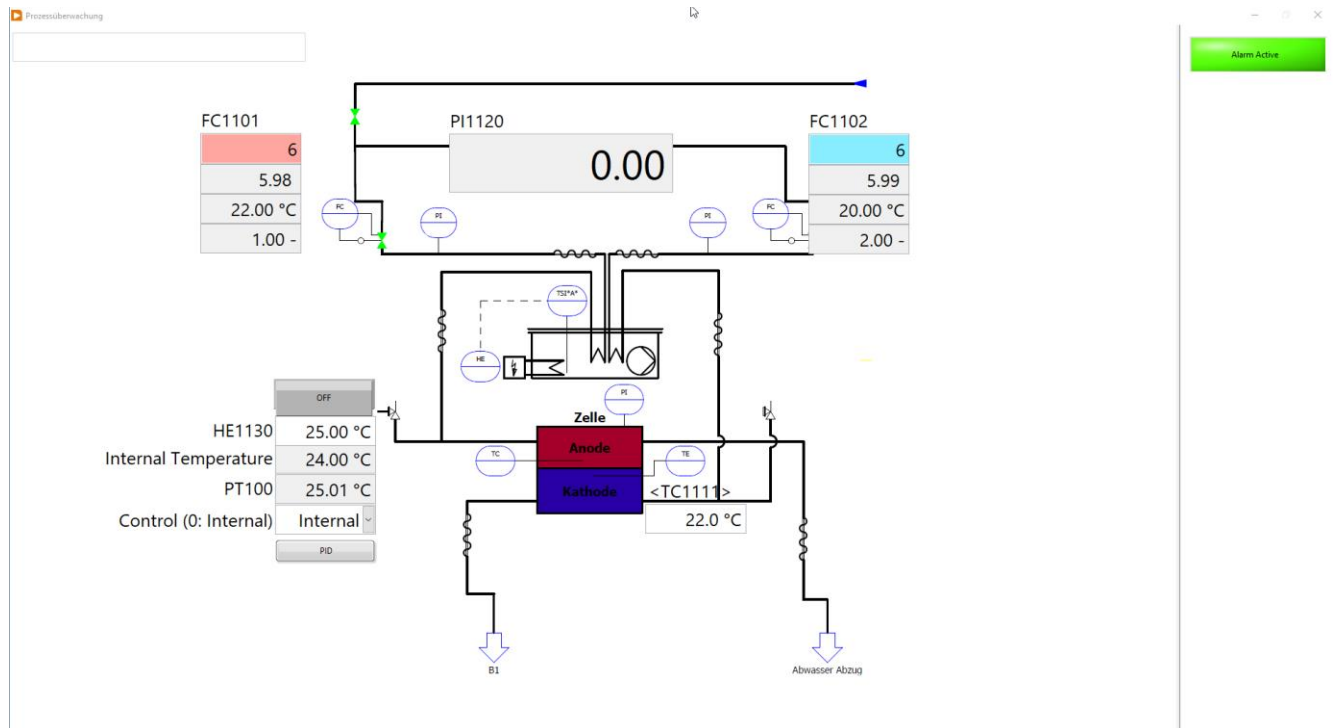 Prozessüberwachung
Alarm Active
FC1101
PI1120
FC1102
6
0.00
6
5.98
5.99
22.00 °C
FC
PI
PI
FC
20.00 °C
1.00 -
2.00 -
TSI*A*
HE
OFF
PI
Zelle
HE1130
25.00 °C
Anode
Internal Temperature
24.00 °C
TC
TE
PT100
25.01 °C
Kathode
<TC1111>
Control (0: Internal)
Internal
22.0 °C
PID
B1
Abwasser Abzug